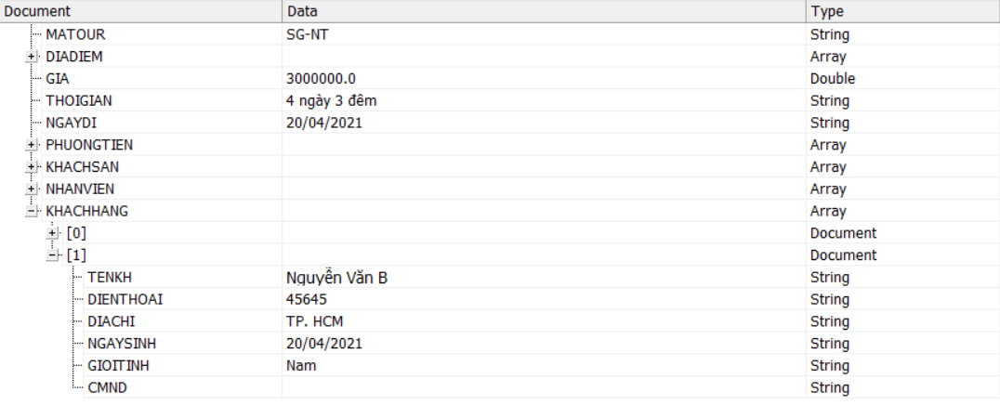 Document Data Type
MATOUR SG-NT String
DIADIEM Array
GIA 3000000.0 Double
THOIGIAN 4 ngày 3 đêm String
NGAYDI 20/04/2021 String
PHUONGTIEN Array
KHACHSAN Array
NHANVIEN Array
KHACHHANG Array
[0] Document
[1] Document
TENKH Nguyễn Văn B String
DIENTHOAI 45645 String
DIACHI TP. HCM String
NGAYSINH 20/04/2021 String
GIOITINH Nam String
CMND String